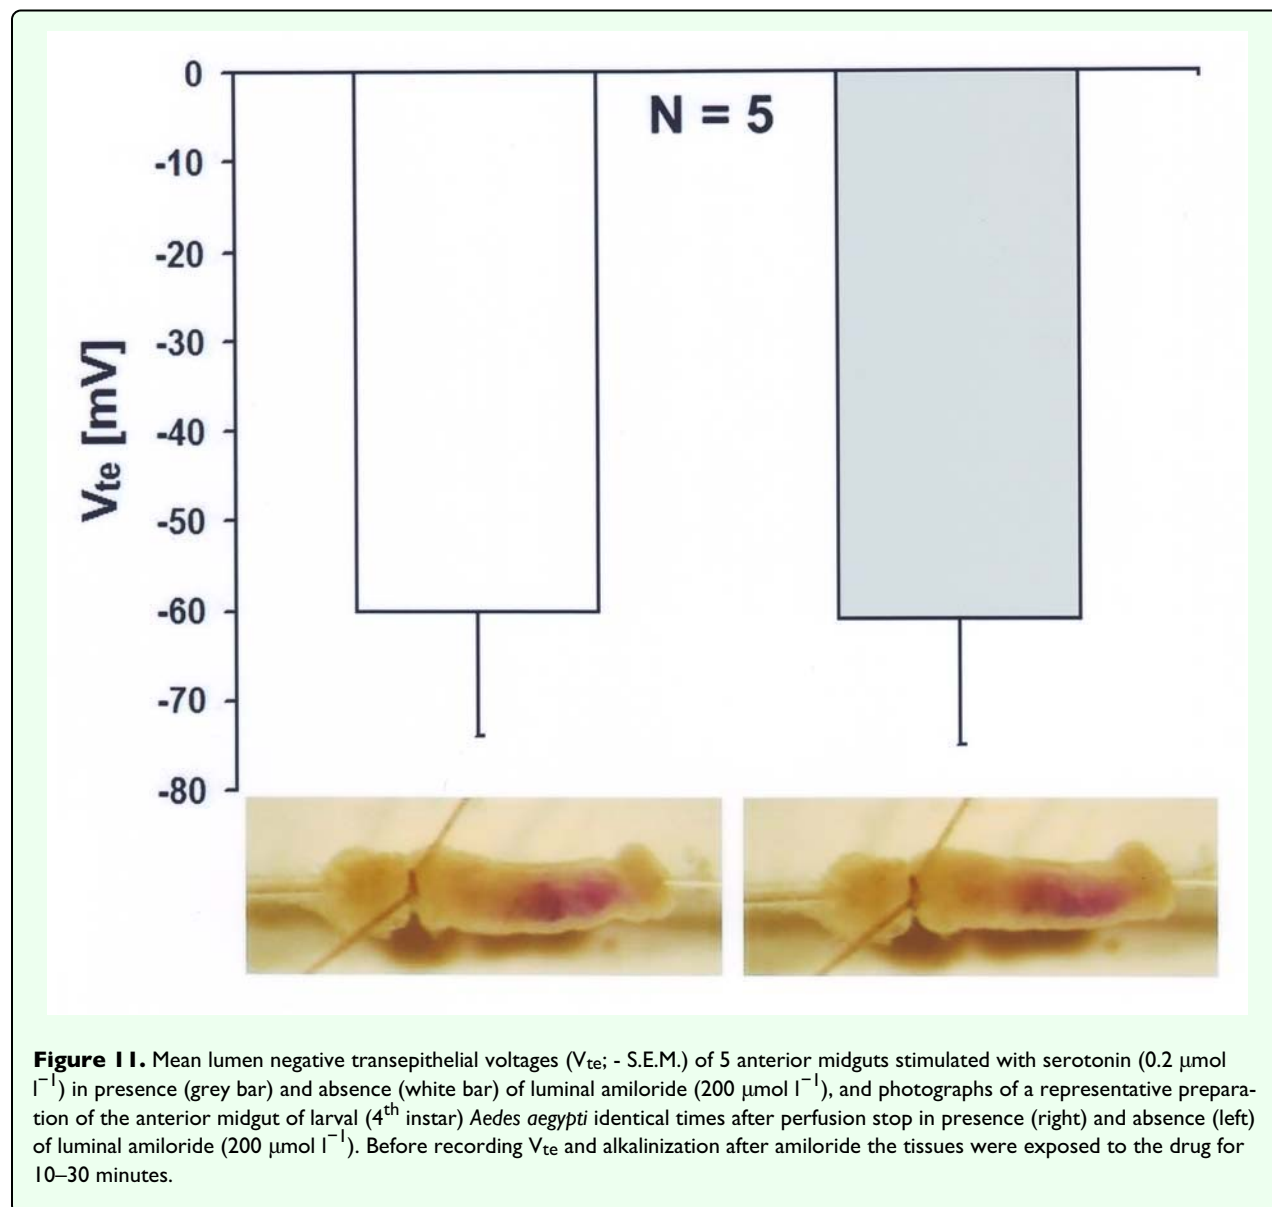 0
N = 5
-10
-20
-30
-40
-50
-60
-70
-80
Vte [mV]
Figure 11. Mean lumen negative transepithelial voltages (Vte; - S.E.M.) of 5 anterior midguts stimulated with serotonin (0.2 μmol
l−1) in presence (grey bar) and absence (white bar) of luminal amiloride (200 μmol l−1), and photographs of a representative prepara-
tion of the anterior midgut of larval (4th instar) Aedes aegypti identical times after perfusion stop in presence (right) and absence (left)
of luminal amiloride (200 μmol l−1). Before recording Vte and alkalinization after amiloride the tissues were exposed to the drug for
10–30 minutes.